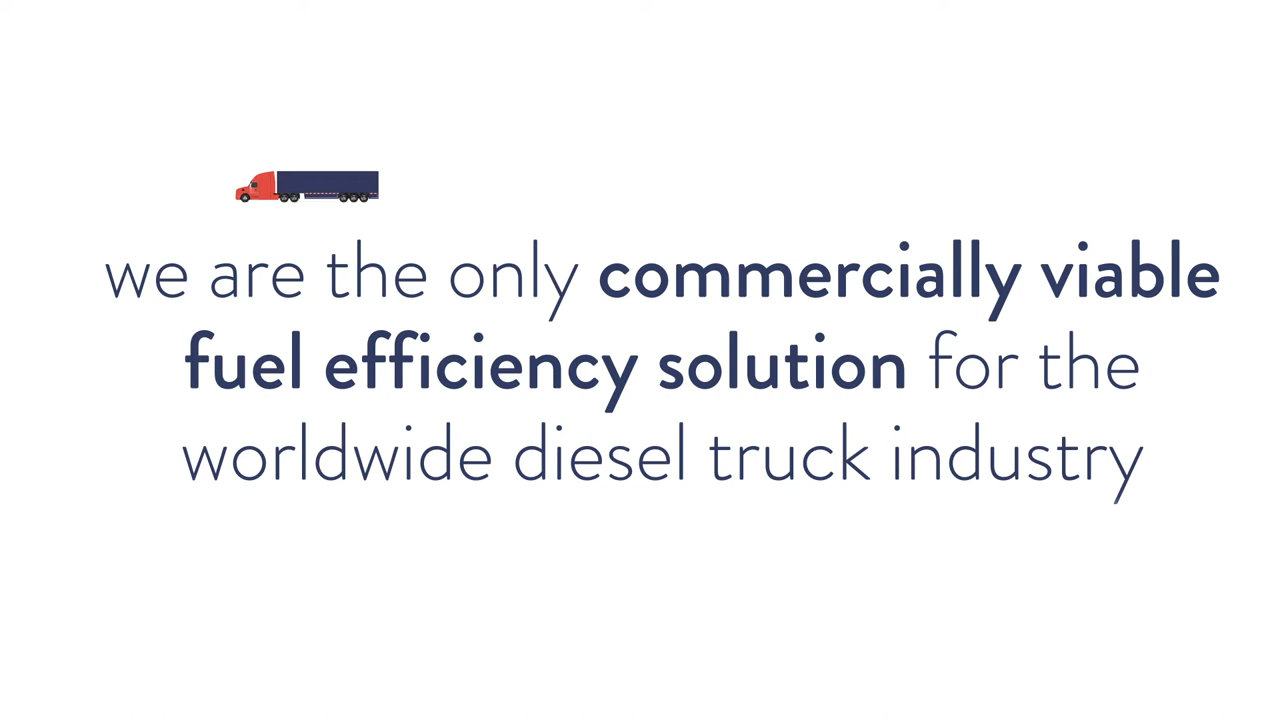 we are the only commercially viable
fuel efficiency solution for the
worldwide diesel truck industry